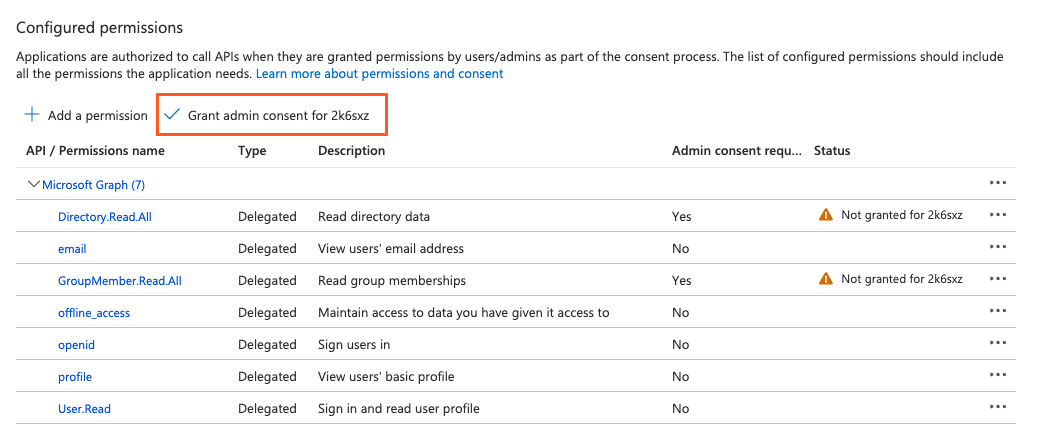 Configured permissions
Applications are authorized to call APIs when they are granted permissions by users/admins as part of the consent process. The list of configured permissions should include
all the permissions the application needs. Learn more about permissions and consent
Add a permission Grant admin consent for 2k6sxz
API / Permissions name Type Description Admin consent requ... Status
Microsoft Graph (7)
Directory.Read.All Delegated Read directory data Yes Not granted for 2k6sxz
email Delegated View users' email address No
GroupMember.Read.All Delegated Read group memberships Yes Not granted for 2k6sxz
offline_access Delegated Maintain access to data you have given it access to No
openid Delegated Sign users in No
profile Delegated View users' basic profile No
User.Read Delegated Sign in and read user profile No